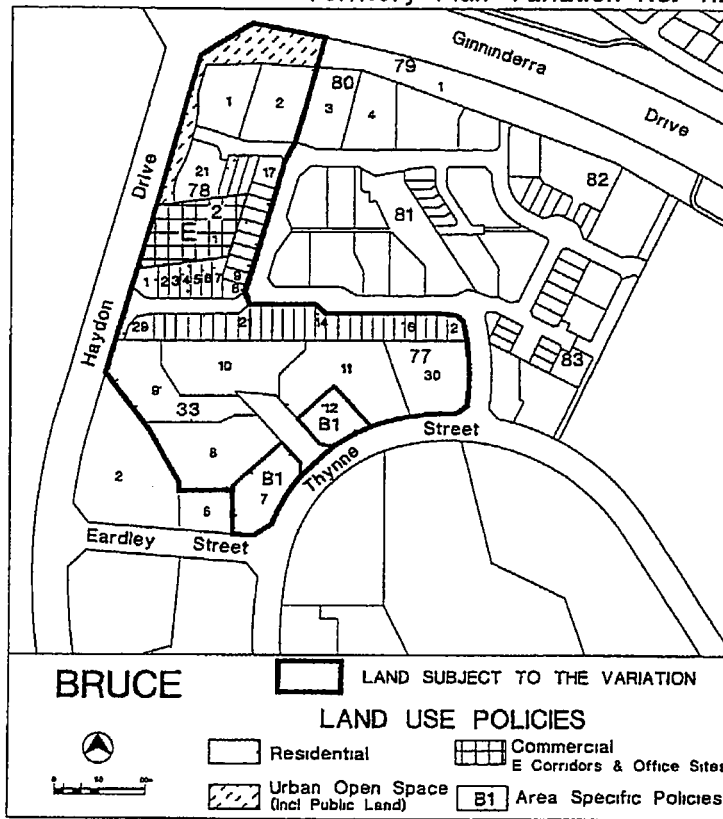 Ginninderra
Drive
79
1
80
1
2
3
4
82
21
17
78
81
2
E
1
Drive
1 2 3 4 5 6 7
9
8
29
21
14
16
2
83
77
10
11
30
9
33
12
B1
Haydon
Street
8
2
B1
7
Thynne
6
Eardley Street
BRUCE
LAND SUBJECT TO THE VARIATION
LAND USE POLICIES
Residential
Commercial
E Corridors & Office Sites
Urban Open Space
(Incl Public Land)
B1 Area Specific Policies